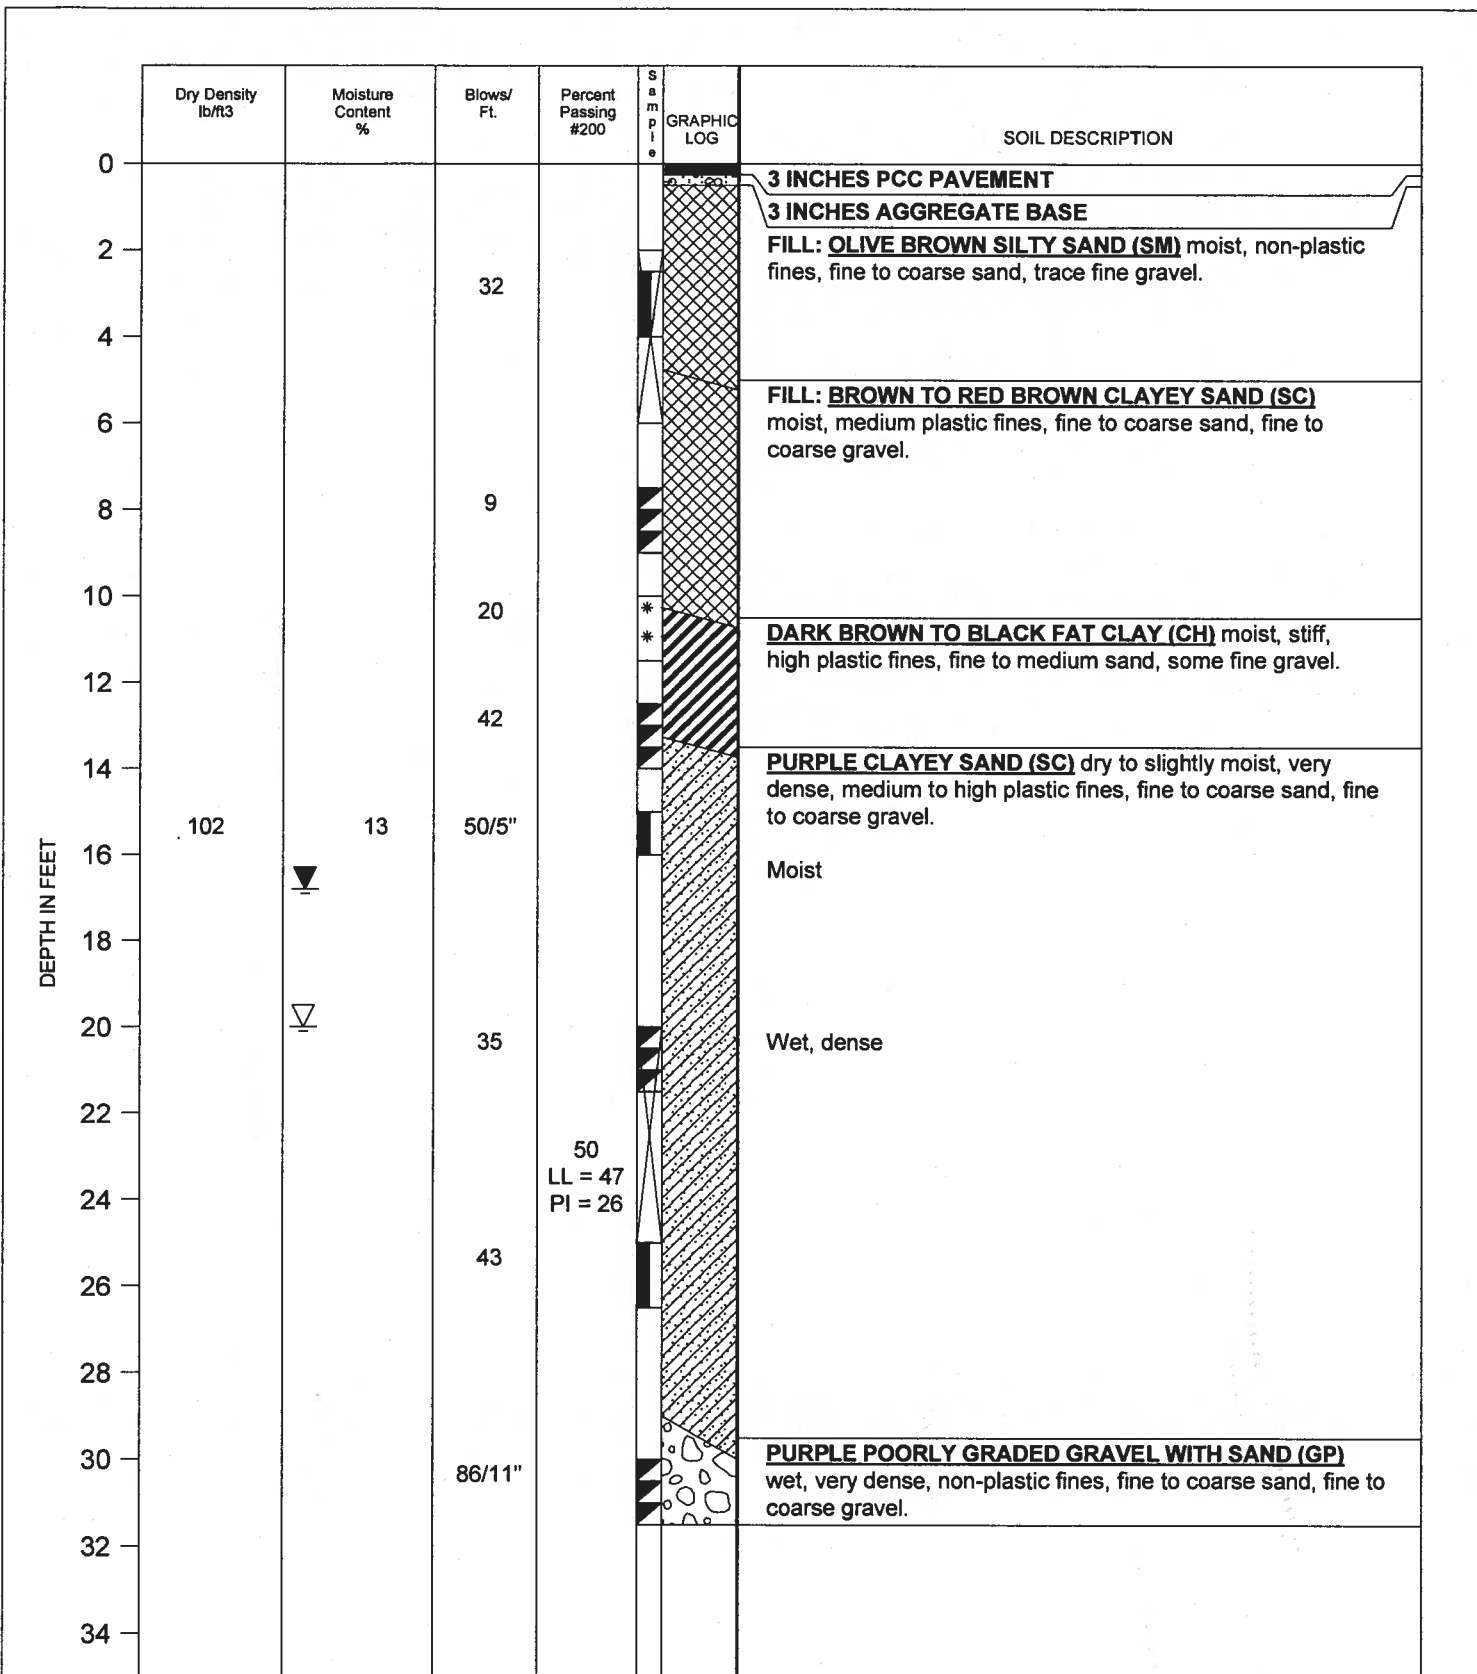 Dry Density
lb/ft3
Moisture
Content
%
Blows/
Ft.
Percent
Passing
#200
Sample
GRAPHIC
LOG
SOIL DESCRIPTION
0
3 INCHES PCC PAVEMENT
3 INCHES AGGREGATE BASE
2
FILL: OLIVE BROWN SILTY SAND (SM) moist, non-plastic
fines, fine to coarse sand, trace fine gravel.
32
4
FILL: BROWN TO RED BROWN CLAYEY SAND (SC)
moist, medium plastic fines, fine to coarse sand, fine to
coarse gravel.
6
8
9
10
20
*
*
DARK BROWN TO BLACK FAT CLAY (CH) moist, stiff,
high plastic fines, fine to medium sand, some fine gravel.
12
42
14
PURPLE CLAYEY SAND (SC) dry to slightly moist, very
dense, medium to high plastic fines, fine to coarse sand, fine
to coarse gravel.
102
13
50/5"
16
Moist
DEPTH IN FEET
18
20
35
Wet, dense
22
50
LL = 47
PI = 26
24
43
26
28
30
86/11"
PURPLE POORLY GRADED GRAVEL WITH SAND (GP)
wet, very dense, non-plastic fines, fine to coarse sand, fine to
coarse gravel.
32
34